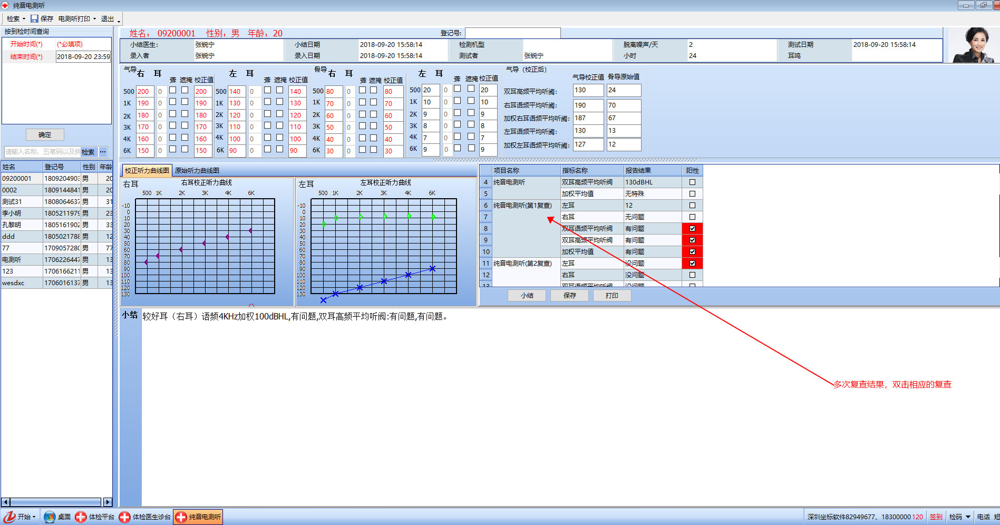 纯音电测听
检索 保存 电测听打印 退出
按到检时间查询
开始时间(*) (*必填项)
结束时间(*) 2018-09-20 23:59
确定
请输入名称，五笔码以及拼 检索 ...
姓名 登记号 性别 年龄
09200001 180920490 男 20
0002 180914484 男 20
测试31 180806463 男 31
李小明 180521197 男 23
孔黎明 180516190 男 33
ddd 180502178 男 12
77 170905728 男 77
电测听 170622644 男 13
123 170616621 男 13
wesdxc 170601613 男 13
姓名： 09200001 性别：男 年龄：20 登记号:
小结医生: 张锐宁 小结日期 2018-09-20 15:58:14 检测机型 脱离噪声/天 2 测试日期 2018-09-20 15:58:14
录入者 张锐宁 录入日期 2018-09-20 15:58:14 测试者 张锐宁 小时 24 耳鸣
气导 右 耳 聋 遮掩 校正值
500 200 0 200
1K 190 0 190
2K 180 0 180
3K 170 0 170
4K 160 0 160
6K 150 0 150
左 耳 聋 遮掩 校正值
500 140 0 140
1K 130 0 130
2K 120 0 120
3K 110 0 110
4K 100 0 100
6K 90 0 90
骨导 右 耳 聋 遮掩 校正值
500 80 0 80
1K 70 0 70
2K 60 0 60
3K 50 0 50
4K 40 0 40
6K 30 0 30
左 耳 聋 遮掩 校正值
500 20 0 20
1K 10 0 10
2K 9 0 9
3K 8 0 8
4K 7 0 7
6K 9 0 9
气导（校正后）
气导校正值 骨导原始值
双耳高频平均听阈: 130 24
右耳语频平均听阈: 190 70
加权右耳语频平均听阈: 187 67
左耳语频平均听阈: 130 13
加权左耳语频平均听阈: 127 12
校正听力曲线图 原始听力曲线图
右耳 右耳校正听力曲线
500 1K 2K 3K 4K 6K
-10
0
10
20
30
40
50
60
70
80
90
100
110
120
130
左耳 左耳校正听力曲线
500 1K 2K 3K 4K 6K
-10
0
10
20
30
40
50
60
70
80
90
100
110
120
130
项目名称 指标名称 报告结果 阳性
4 纯音电测听 双耳高频平均听阀 130dBHL
5 加权平均值 无特殊
6 纯音电测听(第1复查) 左耳 12
7 右耳 无问题
8 双耳语频平均听阀 有问题
9 双耳高频平均听阀 有问题
10 加权平均值 有问题
11 纯音电测听(第2复查) 左耳 没问题
12 右耳 没问题
13 双耳语频平均听阀 没问题
小结 保存 打印
小结 较好耳（右耳）语频4KHz加权100dBHL,有问题,双耳高频平均听阀:有问题,有问题。
多次复查结果，双击相应的复查
开始 桌面 体检平台 体检医生诊台 纯音电测听
深圳坐标软件82949677、18300000120 签到 检码 电话 短